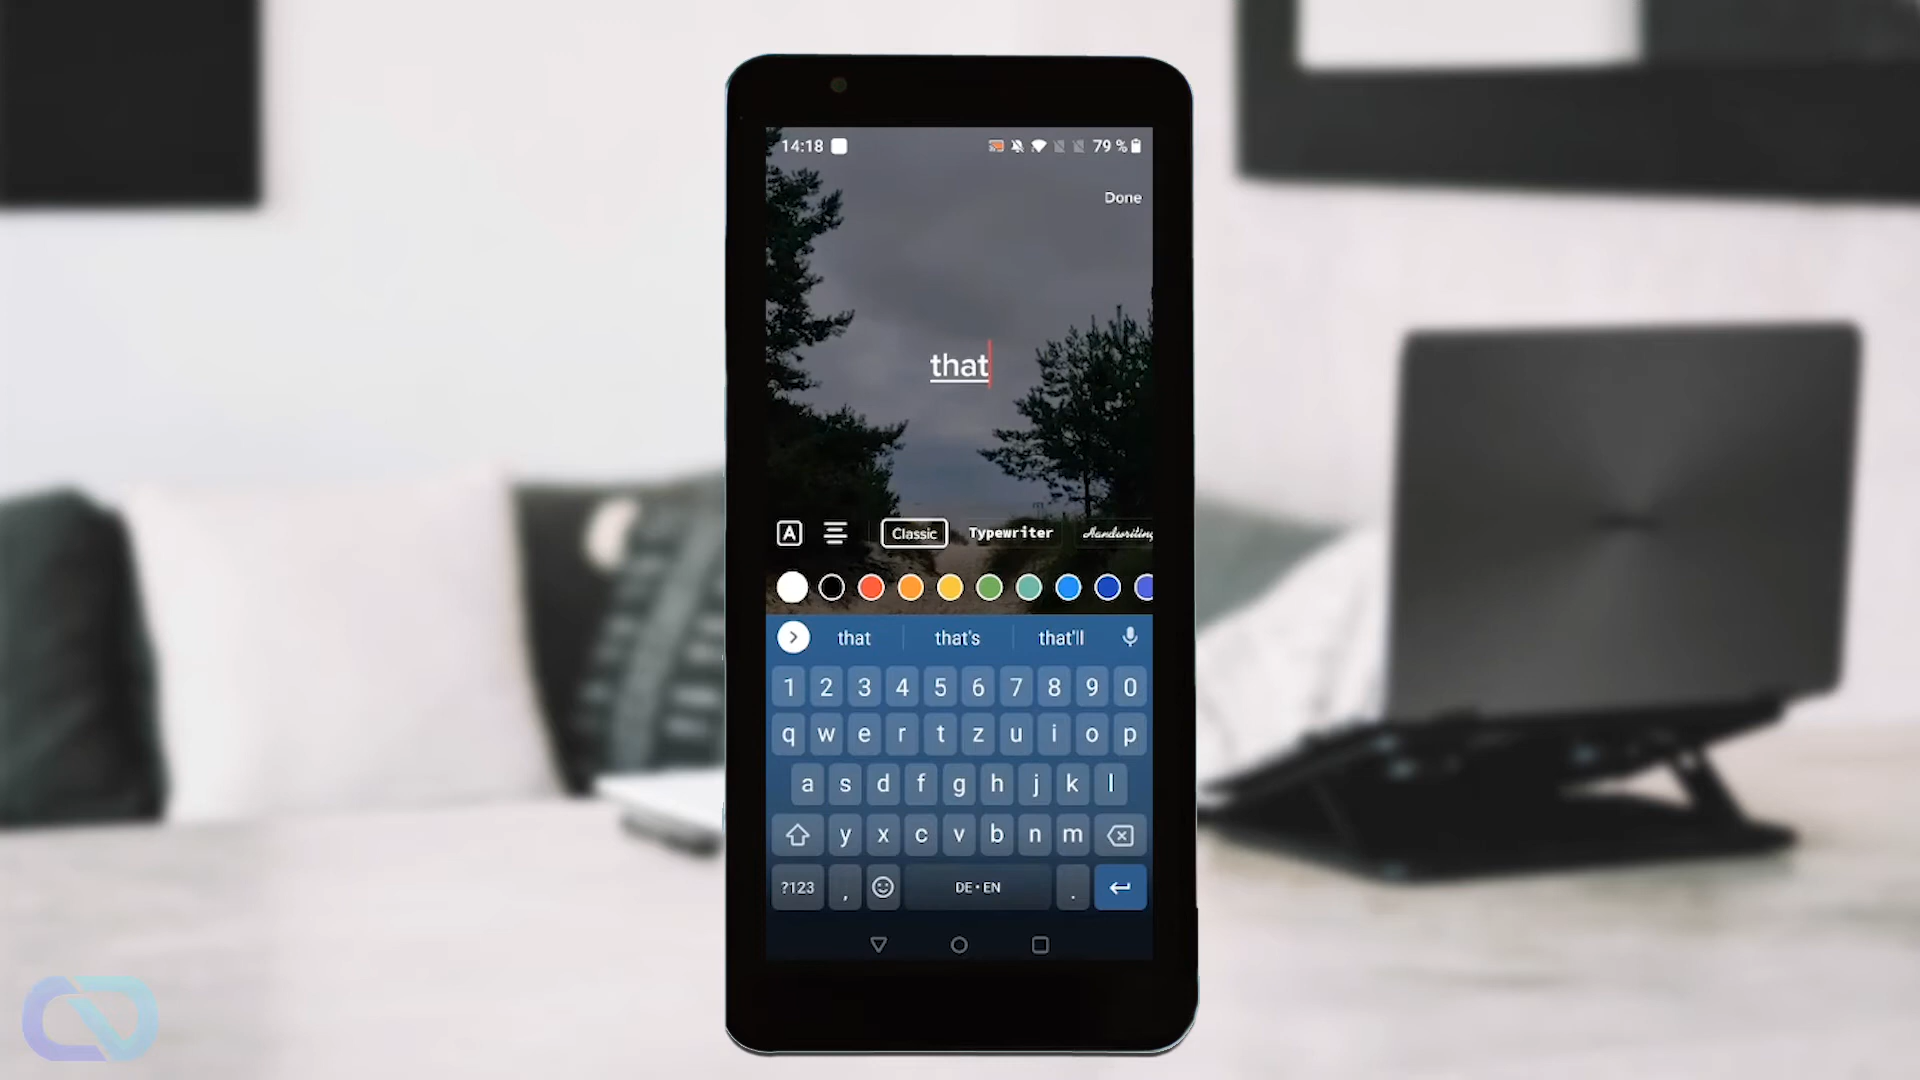 14:18 79 %
Done
that
A Classic Typewriter Handwriting
that that's that'll
1 2 3 4 5 6 7 8 9 0
q w e r t z u i o p
a s d f g h j k l
y x c v b n m
?123 , DE • EN .